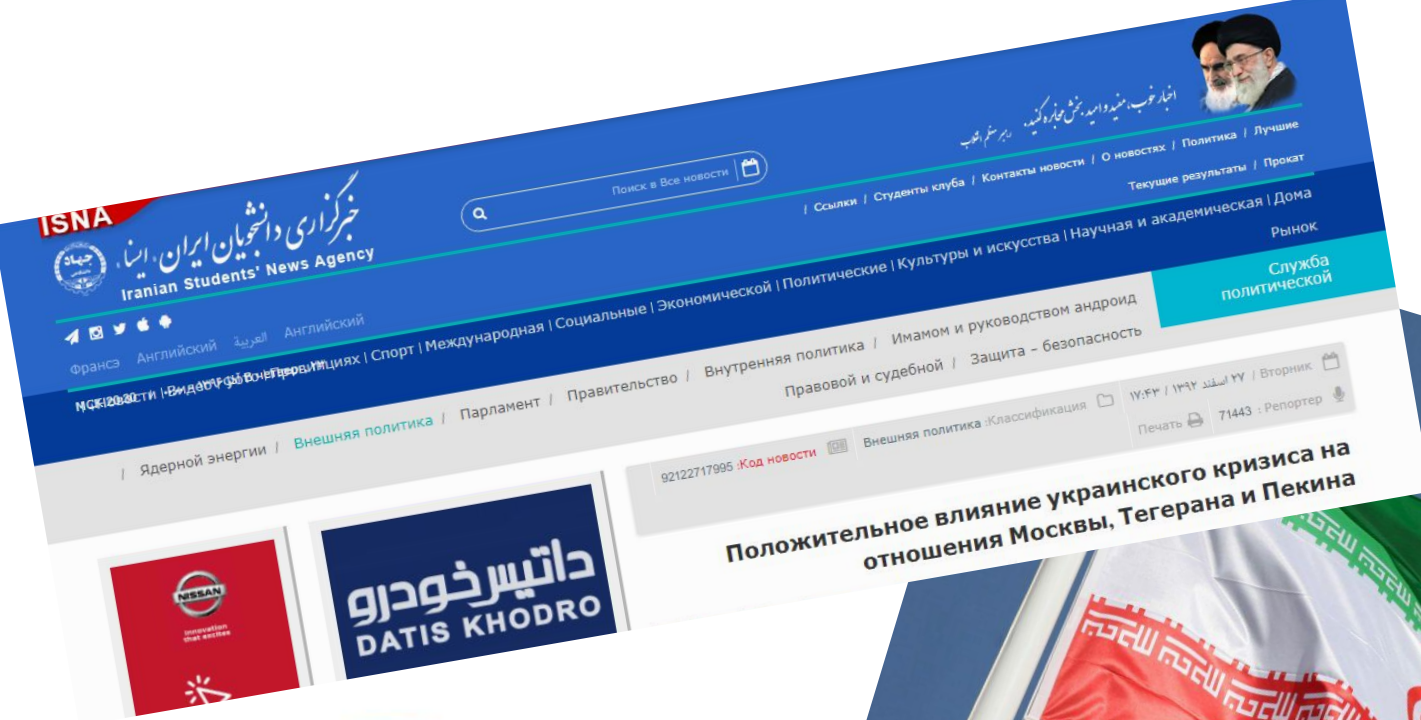 ISNA
خبرگزاری دانشجویان ایران، ایسنا،
جهاد
Iranian Students' News Agency
Поиск в Все новости
اخبار خوب، مفید و امیدبخش مخابره کنید.
رهبر معظم انقلاب
/ Ссылки / Студенты клуба / Контакты новости / О новостях / Политика / Лучшие
Текущие результаты / Прокат
Франсэ Английский العربية Английский
| Спорт | Международная | Социальные | Экономической | Политические | Культуры и искусства | Научная и академическая | Дома
Рынок
Служба
политической
/ Ядерной энергии / Внешняя политика / Парламент / Правительство / Внутренняя политика / Имамом и руководством андроид
Правовой и судебной / Защита – безопасность
92122717995 :Код новости Внешняя политика :Классификация ۱۷:۴۳ / ۱۳۹۲ اسفند ۲۷ / Вторник
Печать 71443 : Репортер
Положительное влияние украинского кризиса на
отношения Москвы, Тегерана и Пекина
NISSAN
Innovation
that excites
داتیس خودرو
DATIS KHODRO